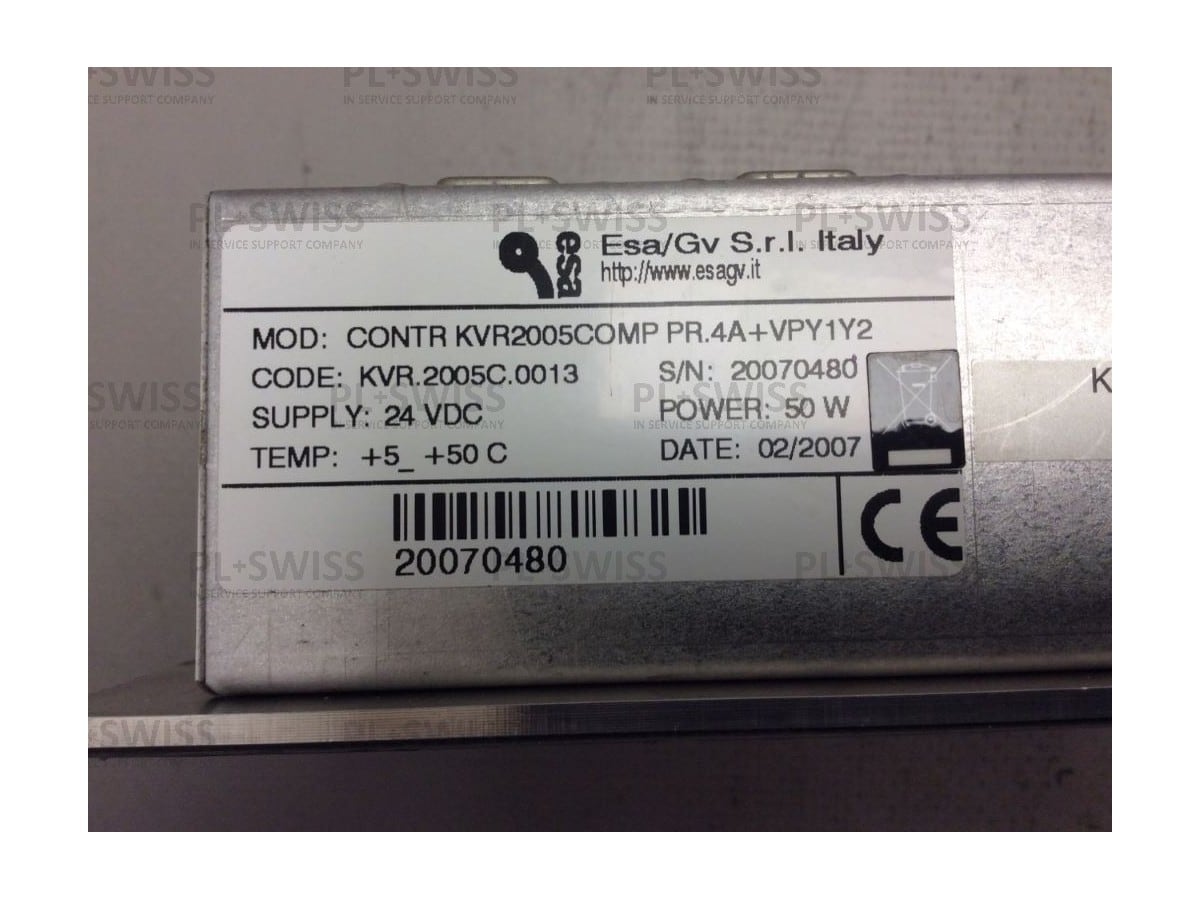 PL+SWISS
IN SERVICE SUPPORT COMPANY
esa
Esa/Gv S.r.l. Italy
http://www.esagv.it
MOD: CONTR KVR2005COMP PR.4A+VPY1Y2
CODE: KVR.2005C.0013 S/N: 20070480
SUPPLY: 24 VDC POWER: 50 W
TEMP: +5_ +50 C DATE: 02/2007
K
20070480
CE